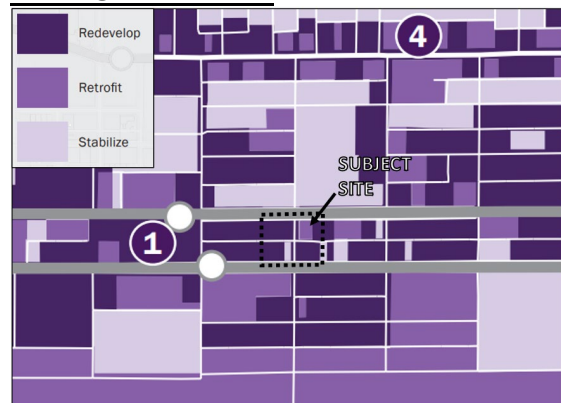 Redevelop
Retrofit
Stabilize
4
SUBJECT
SITE
1